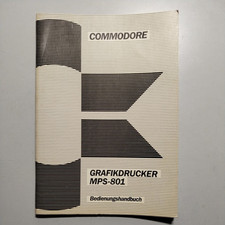 COMMODORE
GRAFIKDRUCKER
MPS-801
Bedienungshandbuch